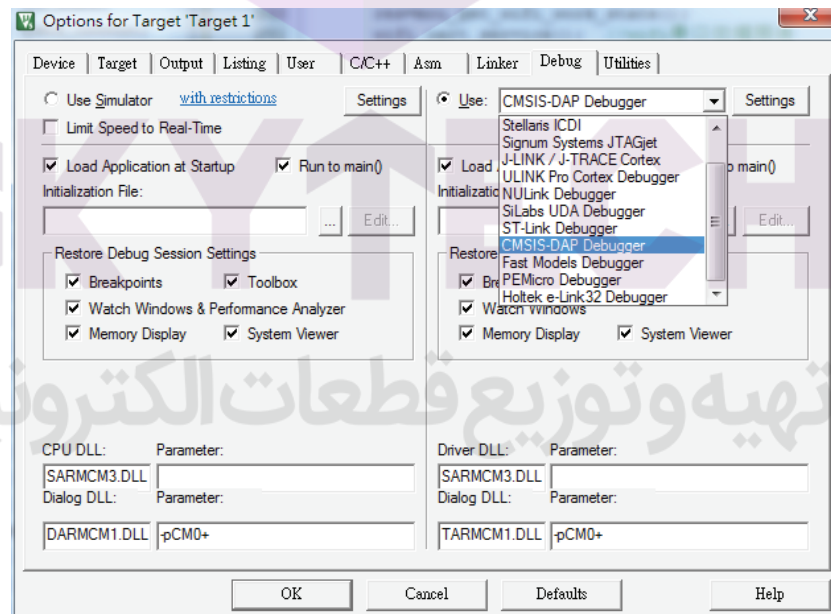 Options for Target 'Target 1'
Device Target Output Listing User C/C++ Asm Linker Debug Utilities
Use Simulator with restrictions Settings
Limit Speed to Real-Time
Load Application at Startup Run to main()
Initialization File:
... Edit...
Restore Debug Session Settings
Breakpoints Toolbox
Watch Windows & Performance Analyzer
Memory Display System Viewer
CPU DLL: Parameter:
SARMCM3.DLL
Dialog DLL: Parameter:
DARMCM1.DLL -pCM0+
Use: CMSIS-DAP Debugger Settings
Stellaris ICDI
Signum Systems JTAGjet
J-LINK / J-TRACE Cortex
ULINK Pro Cortex Debugger
NULink Debugger
SiLabs UDA Debugger
ST-Link Debugger
CMSIS-DAP Debugger
Fast Models Debugger
PEMicro Debugger
Holtek e-Link32 Debugger
Load main()
Edit...
Restore
Watch Windows
Memory Display System Viewer
Driver DLL: Parameter:
SARMCM3.DLL
Dialog DLL: Parameter:
TARMCM1.DLL -pCM0+
OK Cancel Defaults Help
KYTECH
تهیه و توزیع قطعات